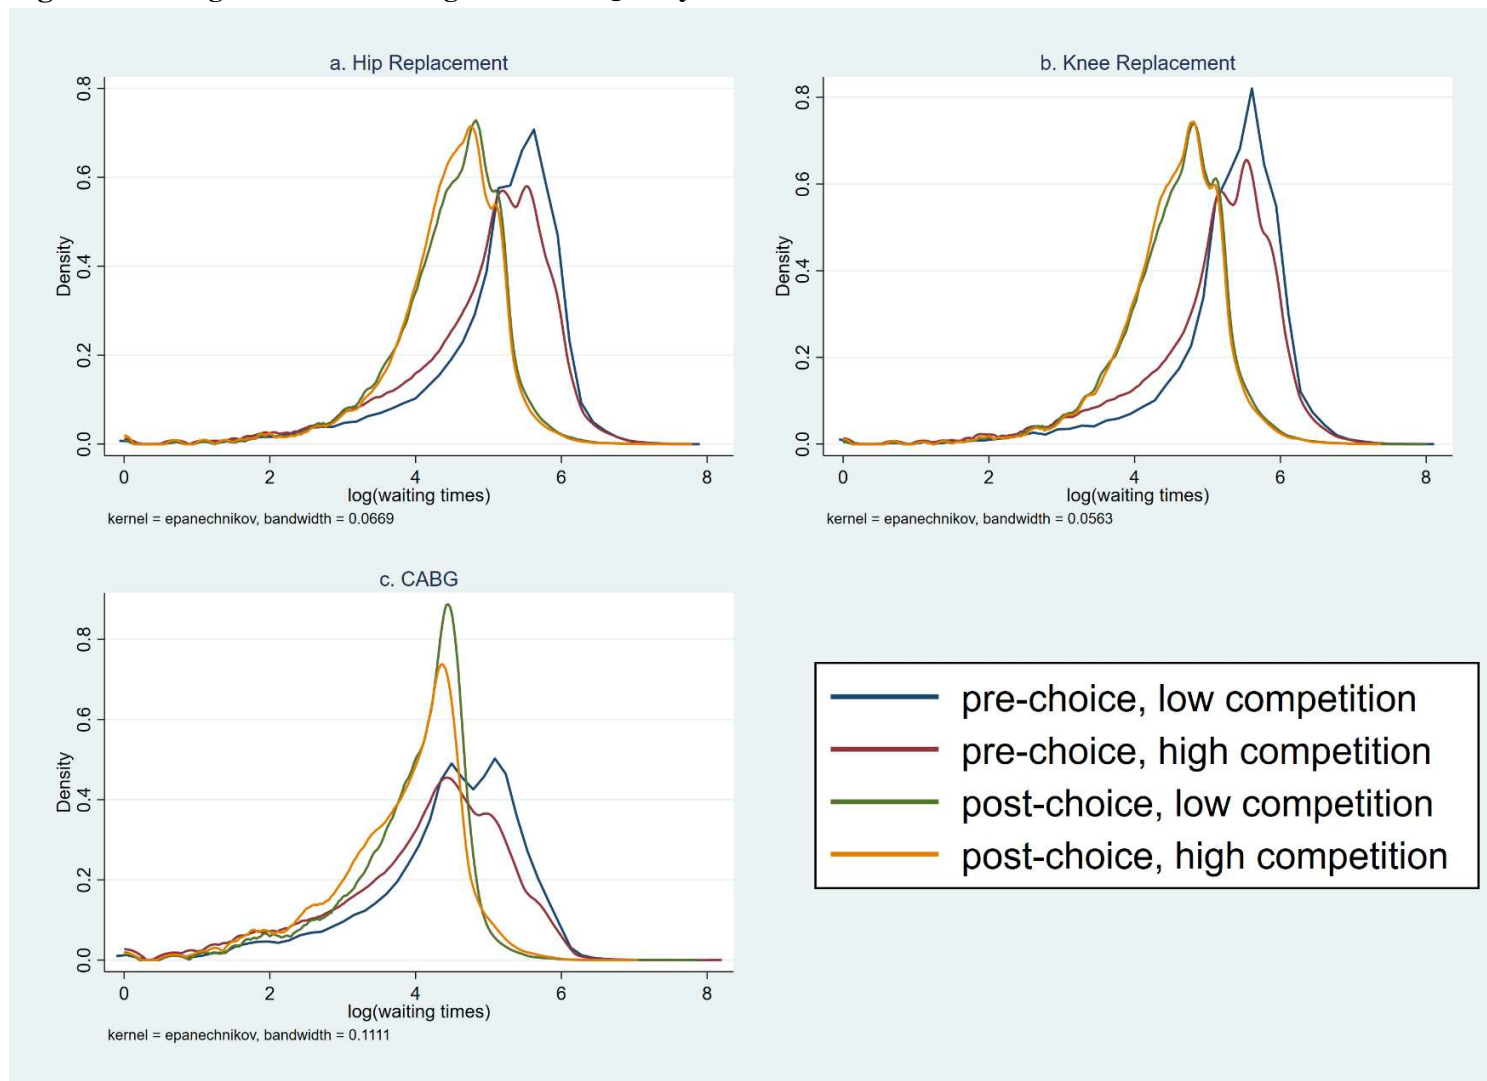 a. Hip Replacement
0.8
0.6
0.4
0.2
0.0
Density
0 2 4 6 8
log(waiting times)
kernel = epanechnikov, bandwidth = 0.0669
b. Knee Replacement
0.8
0.6
0.4
0.2
0.0
Density
0 2 4 6 8
log(waiting times)
kernel = epanechnikov, bandwidth = 0.0563
c. CABG
0.8
0.6
0.4
0.2
0.0
Density
0 2 4 6 8
log(waiting times)
kernel = epanechnikov, bandwidth = 0.1111
pre-choice, low competition
pre-choice, high competition
post-choice, low competition
post-choice, high competition